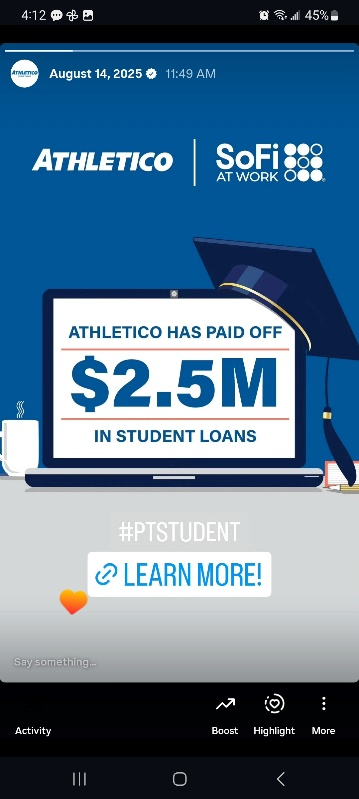 4:12
45%
ATHLETICO
August 14, 2025 11:49 AM
ATHLETICO
SoFi
AT WORK
ATHLETICO HAS PAID OFF
$2.5M
IN STUDENT LOANS
#PTSTUDENT
LEARN MORE!
Say something...
Activity Boost Highlight More